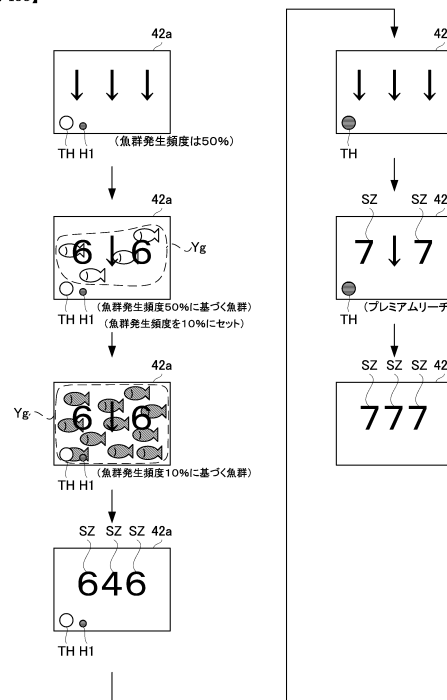 42a
TH H1
(魚群発生頻度は50%)
42a
6 6
Yg
TH H1
(魚群発生頻度50%に基づく魚群)
(魚群発生頻度を10%にセット)
42a
Yg
6 6
TH H1
(魚群発生頻度10%に基づく魚群)
SZ SZ SZ 42a
646
TH H1
42
TH
SZ SZ 42
7 7
TH
(プレミアムリーチ
SZ SZ SZ 42
777